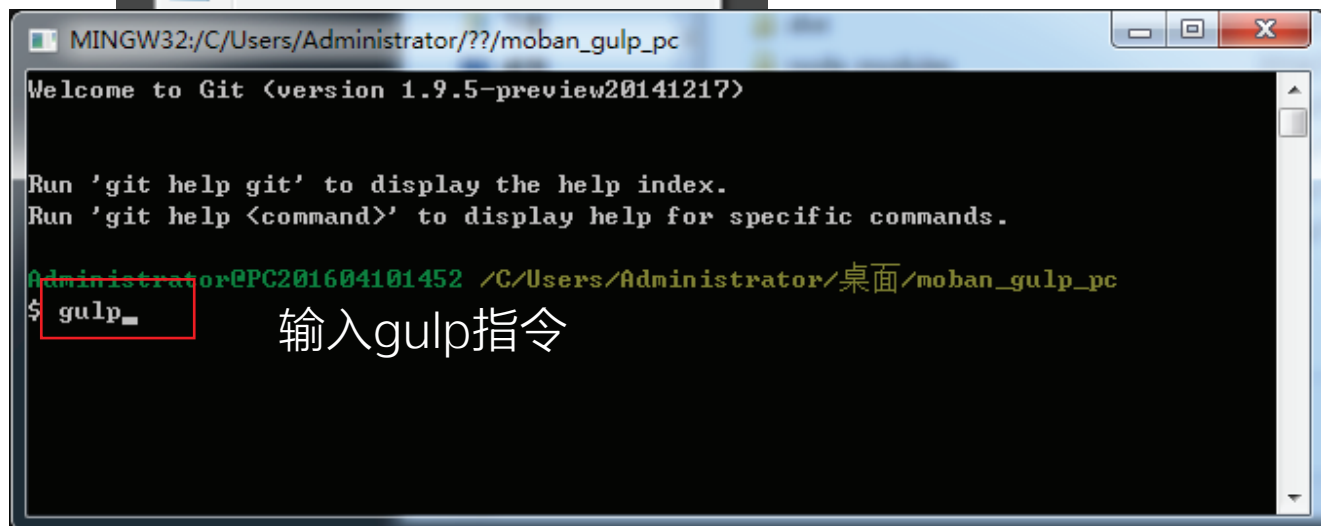 MINGW32:/C/Users/Administrator/??/moban_gulp_pc
Welcome to Git (version 1.9.5-preview20141217)
Run 'git help git' to display the help index.
Run 'git help <command>' to display help for specific commands.
Administrator@PC201604101452 /C/Users/Administrator/桌面/moban_gulp_pc
$ gulp_
输入gulp指令